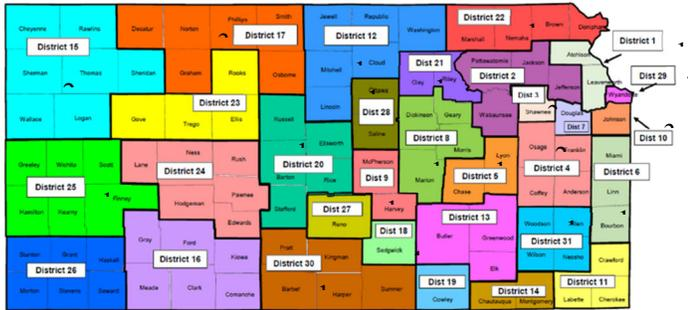 Cheyenne Rawlins Decatur Norton Phillips Smith Jewell Republic Washington District 22 Brown Doniphan
District 15 District 17 District 12 Marshall Nemaha Atchison District 1
Sherman Thomas Sheridan Graham Rooks Osborne Mitchell Cloud Dist 21 Clay Riley Pottawatomie Jackson District 2 Jefferson Leavenworth Dist 29
Wyandotte
Wallace Logan Gove Trego District 23 Ellis Lincoln Ottawa Dist 28 Saline Dickinson Geary Wabaunsee Dist 3 Shawnee Douglas Dist 7 Johnson Dist 10
Russell Ellsworth District 8 Morris
Greeley Wichita Scott Lane Ness Rush District 20 Barton Rice McPherson Dist 9 Marion Lyon District 5 Chase Osage Franklin District 4 Miami District 6
District 25 Finney District 24 Hodgeman Pawnee Stafford Harvey Coffey Anderson Linn
Hamilton Kearny Edwards District 27 Reno Dist 18 Sedgwick District 13 Butler Greenwood Woodson Allen Bourbon
Stanton Grant Haskell Gray Ford Kiowa Pratt Kingman District 31 Wilson Neosho Crawford
District 26 District 16 District 30 Elk
Morton Stevens Seward Meade Clark Comanche Barber Harper Sumner Dist 19 Cowley District 14 Chautauqua Montgomery District 11 Labette Cherokee